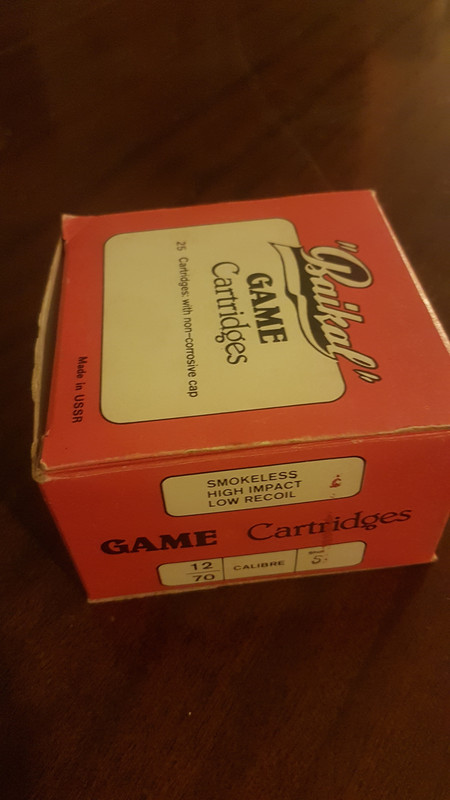 "Baikal"
GAME
Cartridges
25 Cartridges: with non-corrosive cap
Made in USSR
SMOKELESS
HIGH IMPACT
LOW RECOIL
GAME Cartridges
12
70
CALIBRE